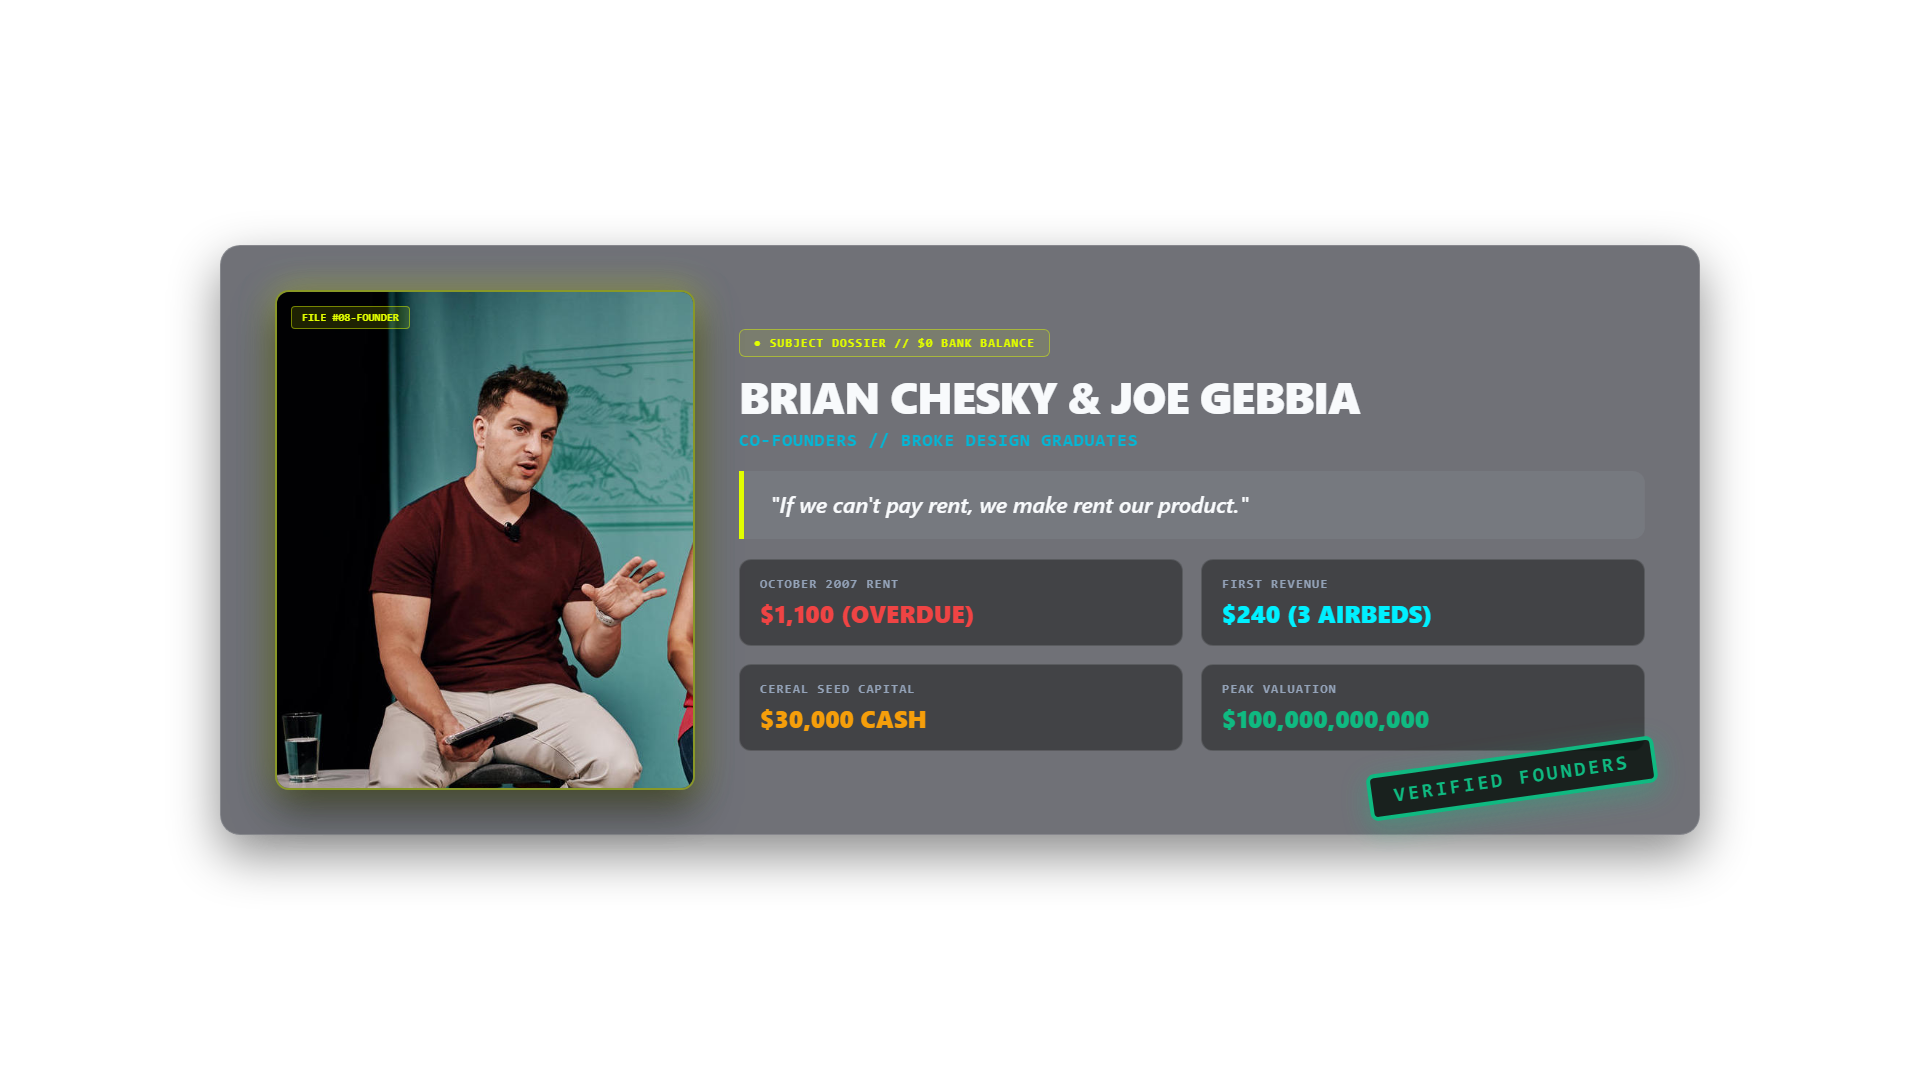 FILE #08-FOUNDER
● SUBJECT DOSSIER // $0 BANK BALANCE
BRIAN CHESKY & JOE GEBBIA
CO-FOUNDERS // BROKE DESIGN GRADUATES
"If we can't pay rent, we make rent our product."
OCTOBER 2007 RENT
$1,100 (OVERDUE)
FIRST REVENUE
$240 (3 AIRBEDS)
CEREAL SEED CAPITAL
$30,000 CASH
PEAK VALUATION
$100,000,000,000
VERIFIED FOUNDERS